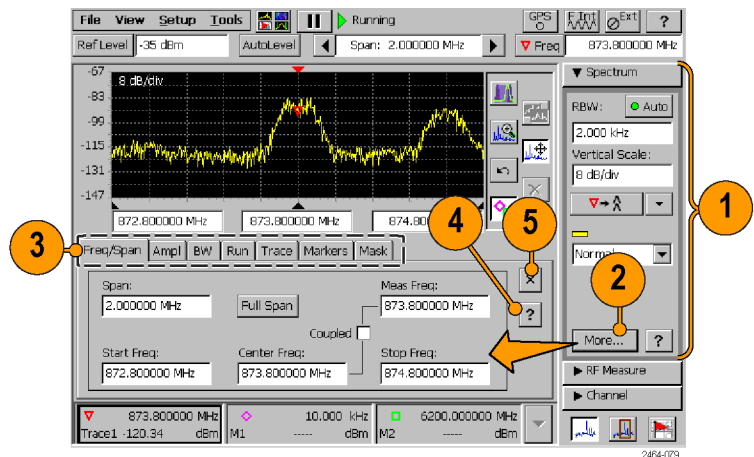 File View Setup Tools Running GPS F Int Ext ?
Ref Level -35 dBm AutoLevel Span: 2.000000 MHz Freq 873.800000 MHz
-67
8 dB/div
-83
-99
-115
-131
-147
872.800000 MHz 873.800000 MHz 874.80
Spectrum
RBW: Auto
2.000 kHz
Vertical Scale:
8 dB/div
Normal
More... ?
RF Measure
Channel
1
2
3
4
5
Freq/Span Ampl BW Run Trace Markers Mask
Span:
2.000000 MHz
Full Span
Meas Freq:
873.800000 MHz
Coupled
Start Freq:
872.800000 MHz
Center Freq:
873.800000 MHz
Stop Freq:
874.800000 MHz
×
?
873.800000 MHz 10.000 kHz 6200.000000 MHz
Trace1 -120.34 dBm M1 ----- dBm M2 ----- dBm
2464-079